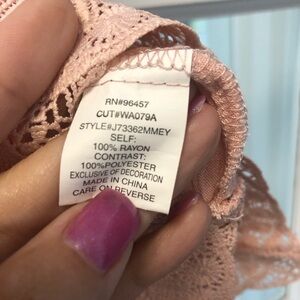 RN#96457
CUT#WA079A
STYLE#J73362MMEY
SELF:
100% RAYON
CONTRAST:
100%POLYESTER
EXCLUSIVE OF DECORATION
MADE IN CHINA
CARE ON REVERSE